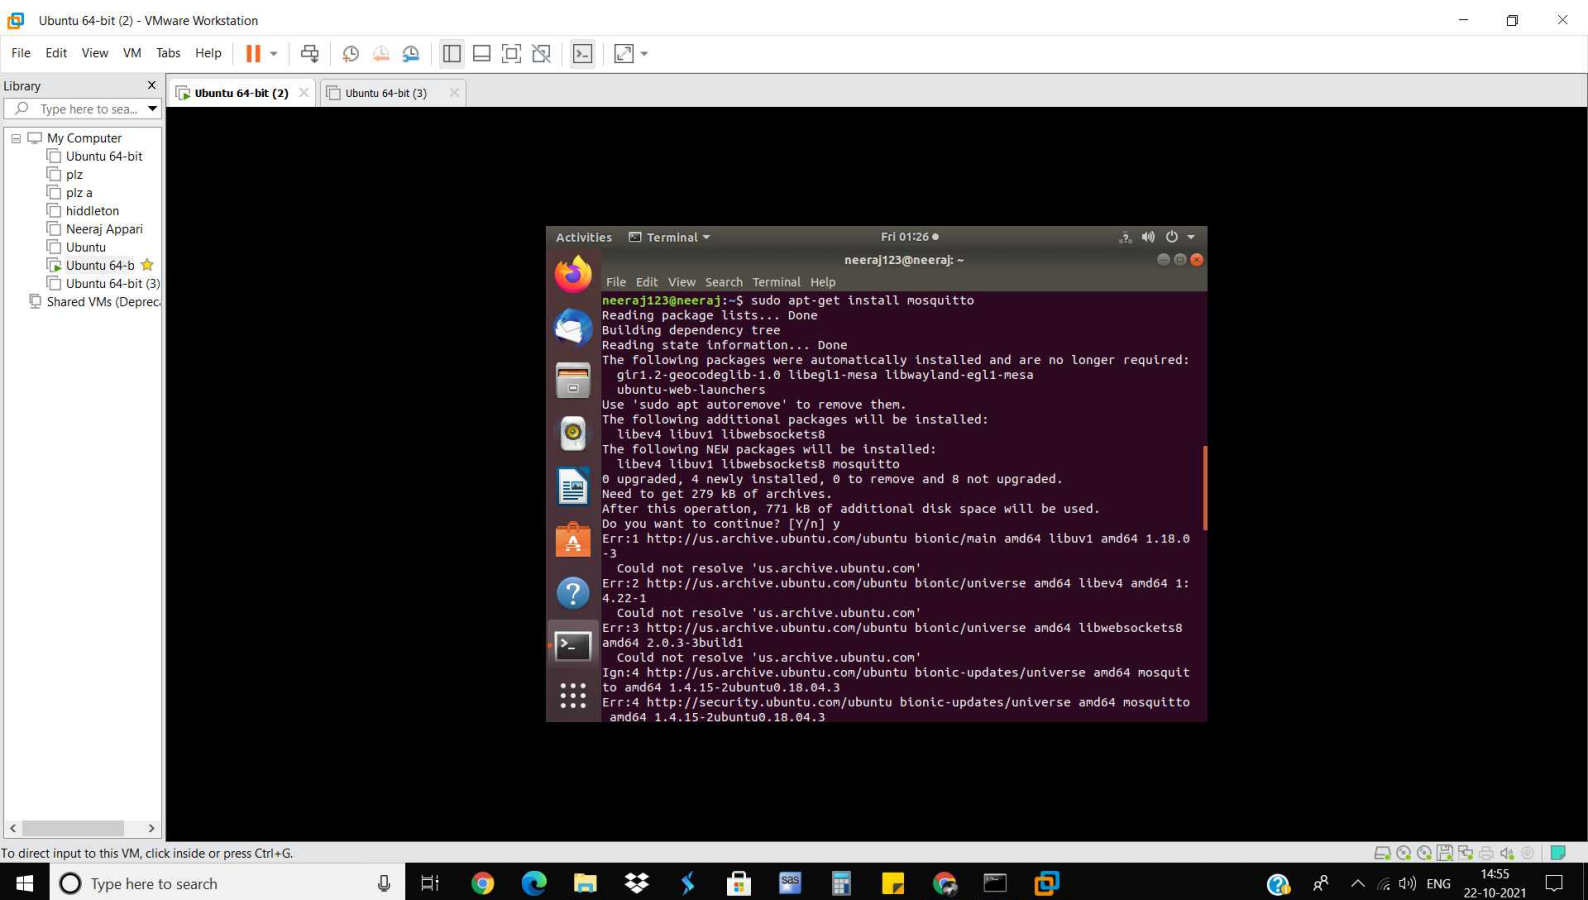 Ubuntu 64-bit (2) - VMware Workstation
File Edit View VM Tabs Help
Library
Type here to sea...
My Computer
Ubuntu 64-bit
plz
plz a
hiddleton
Neeraj Appari
Ubuntu
Ubuntu 64-b
Ubuntu 64-bit (3)
Shared VMs (Depreca
Ubuntu 64-bit (2)
Ubuntu 64-bit (3)
Activities Terminal Fri 01:26
neeraj123@neeraj: ~
File Edit View Search Terminal Help
neeraj123@neeraj:~$ sudo apt-get install mosquitto
Reading package lists... Done
Building dependency tree
Reading state information... Done
The following packages were automatically installed and are no longer required:
gir1.2-geocodeglib-1.0 libegl1-mesa libwayland-egl1-mesa
ubuntu-web-launchers
Use 'sudo apt autoremove' to remove them.
The following additional packages will be installed:
libev4 libuv1 libwebsockets8
The following NEW packages will be installed:
libev4 libuv1 libwebsockets8 mosquitto
0 upgraded, 4 newly installed, 0 to remove and 8 not upgraded.
Need to get 279 kB of archives.
After this operation, 771 kB of additional disk space will be used.
Do you want to continue? [Y/n] y
Err:1 http://us.archive.ubuntu.com/ubuntu bionic/main amd64 libuv1 amd64 1.18.0
-3
Could not resolve 'us.archive.ubuntu.com'
Err:2 http://us.archive.ubuntu.com/ubuntu bionic/universe amd64 libev4 amd64 1:
4.22-1
Could not resolve 'us.archive.ubuntu.com'
Err:3 http://us.archive.ubuntu.com/ubuntu bionic/universe amd64 libwebsockets8
amd64 2.0.3-3build1
Could not resolve 'us.archive.ubuntu.com'
Ign:4 http://us.archive.ubuntu.com/ubuntu bionic-updates/universe amd64 mosquit
to amd64 1.4.15-2ubuntu0.18.04.3
Err:4 http://security.ubuntu.com/ubuntu bionic-updates/universe amd64 mosquitto
amd64 1.4.15-2ubuntu0.18.04.3
To direct input to this VM, click inside or press Ctrl+G.
Type here to search
sas
ENG
14:55
22-10-2021